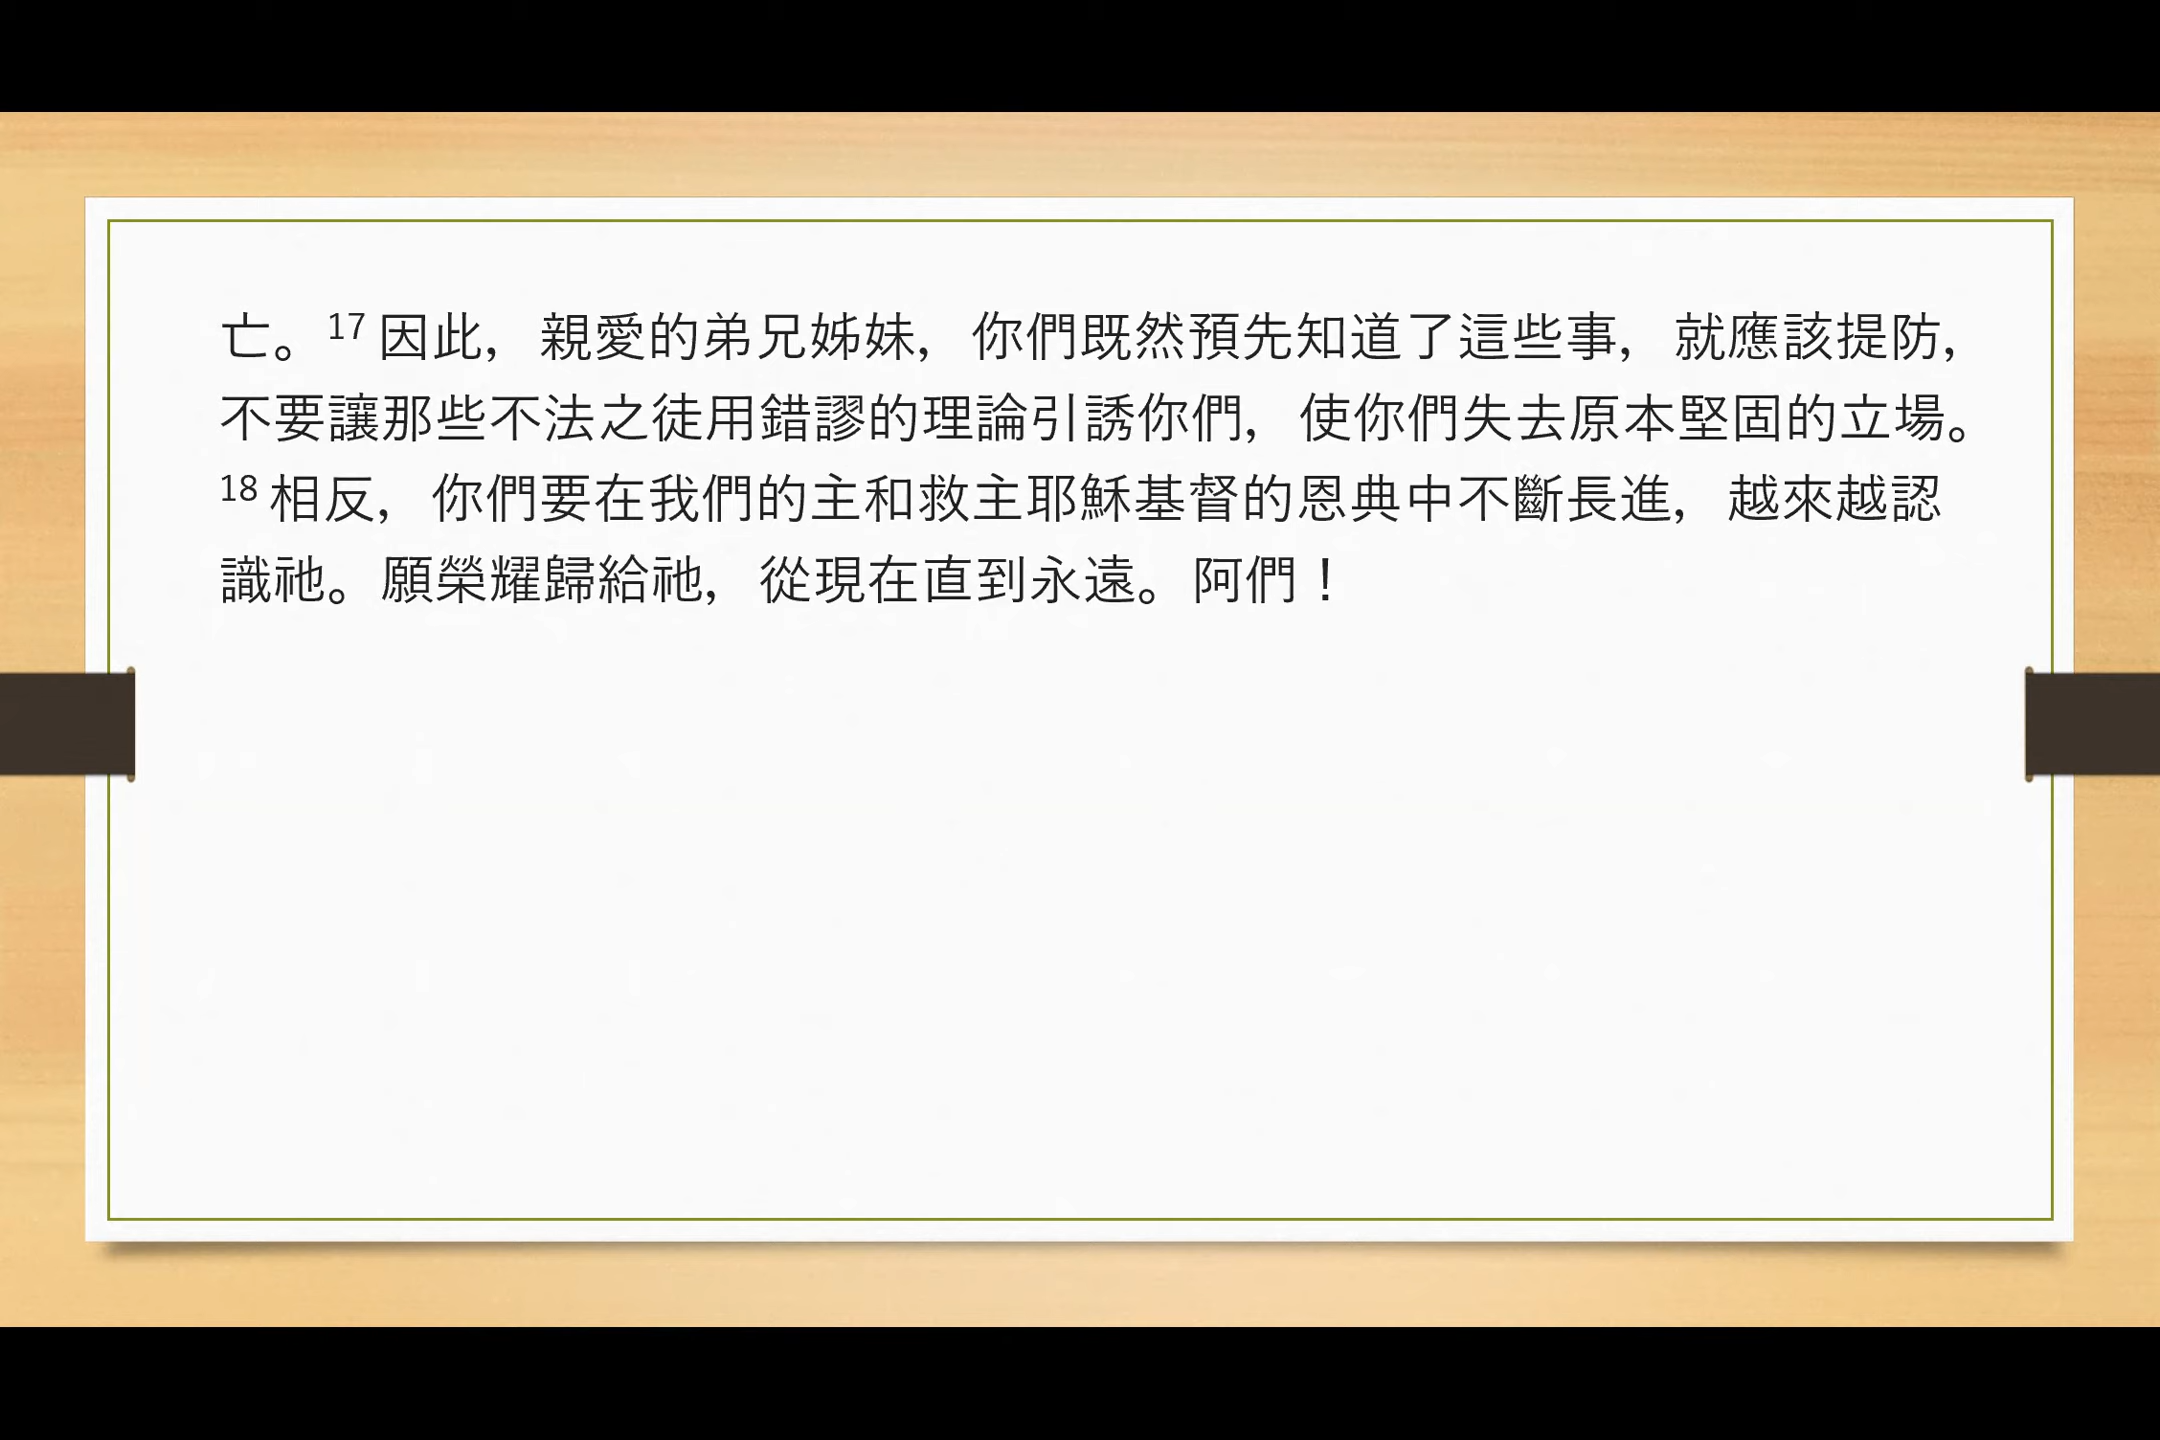 亡。17 因此，親愛的弟兄姊妹，你們既然預先知道了這些事，就應該提防，
不要讓那些不法之徒用錯謬的理論引誘你們，使你們失去原本堅固的立場。
18 相反，你們要在我們的主和救主耶穌基督的恩典中不斷長進，越來越認
識祂。願榮耀歸給祂，從現在直到永遠。阿們！